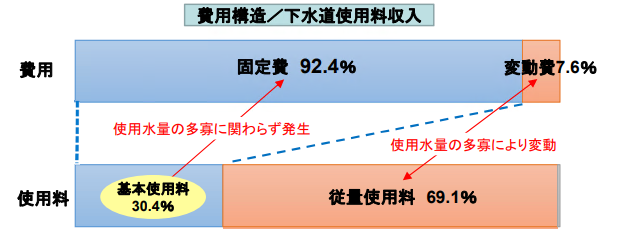 費用構造／下水道使用料収入
費用
固定費 92.4%
変動費7.6%
使用水量の多寡に関わらず発生
使用水量の多寡により変動
使用料
基本使用料
30.4%
従量使用料 69.1%